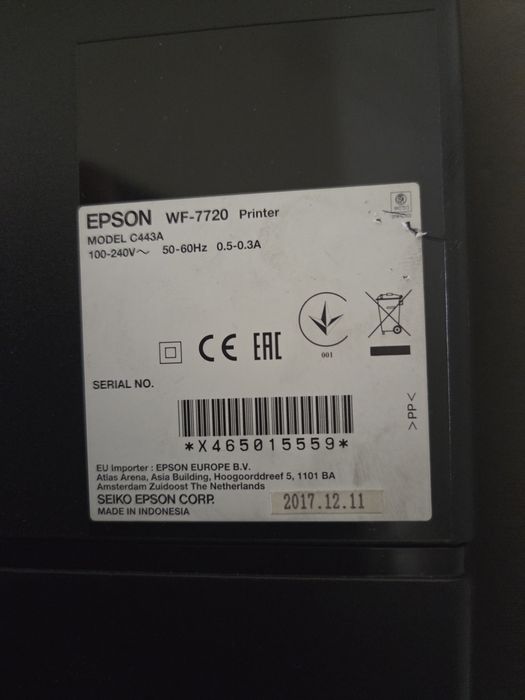 EPSON WF-7720 Printer
MODEL C443A
100-240V～ 50-60Hz 0.5-0.3A
CE EAC
001
SERIAL NO.
*X465015559*
>PP<
EU Importer : EPSON EUROPE B.V.
Atlas Arena, Asia Building, Hoogoorddreef 5, 1101 BA
Amsterdam Zuidoost The Netherlands
SEIKO EPSON CORP.
MADE IN INDONESIA
2017.12.11